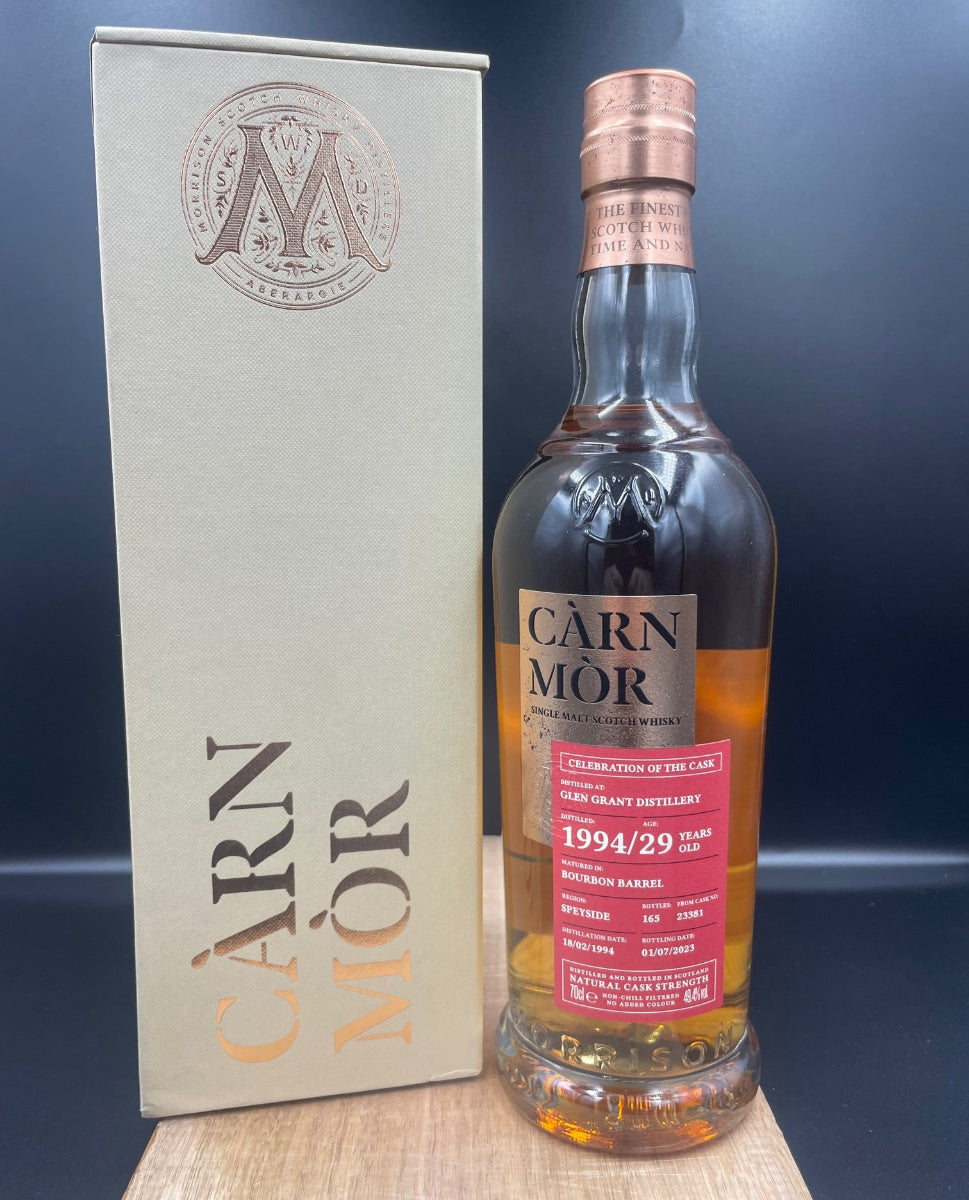 MORRISON SCOTCH WHISKY DISTILLERS
S W D
M
ABERARGIE
CÀRN
MÒR
THE FINEST
SCOTCH WHI
TIME AND N
M
CÀRN
MÒR
SINGLE MALT SCOTCH WHISKY
CELEBRATION OF THE CASK
DISTILLED AT:
GLEN GRANT DISTILLERY
DISTILLED: AGE:
1994/29 YEARS OLD
MATURED IN:
BOURBON BARREL
REGION: BOTTLES: FROM CASK NO:
SPEYSIDE 165 23381
DISTILLATION DATE: BOTTLING DATE:
18/02/1994 01/07/2023
DISTILLED AND BOTTLED IN SCOTLAND
NATURAL CASK STRENGTH
70cl e NON-CHILL FILTERED 49.4% vol
NO ADDED COLOUR
MORRISON